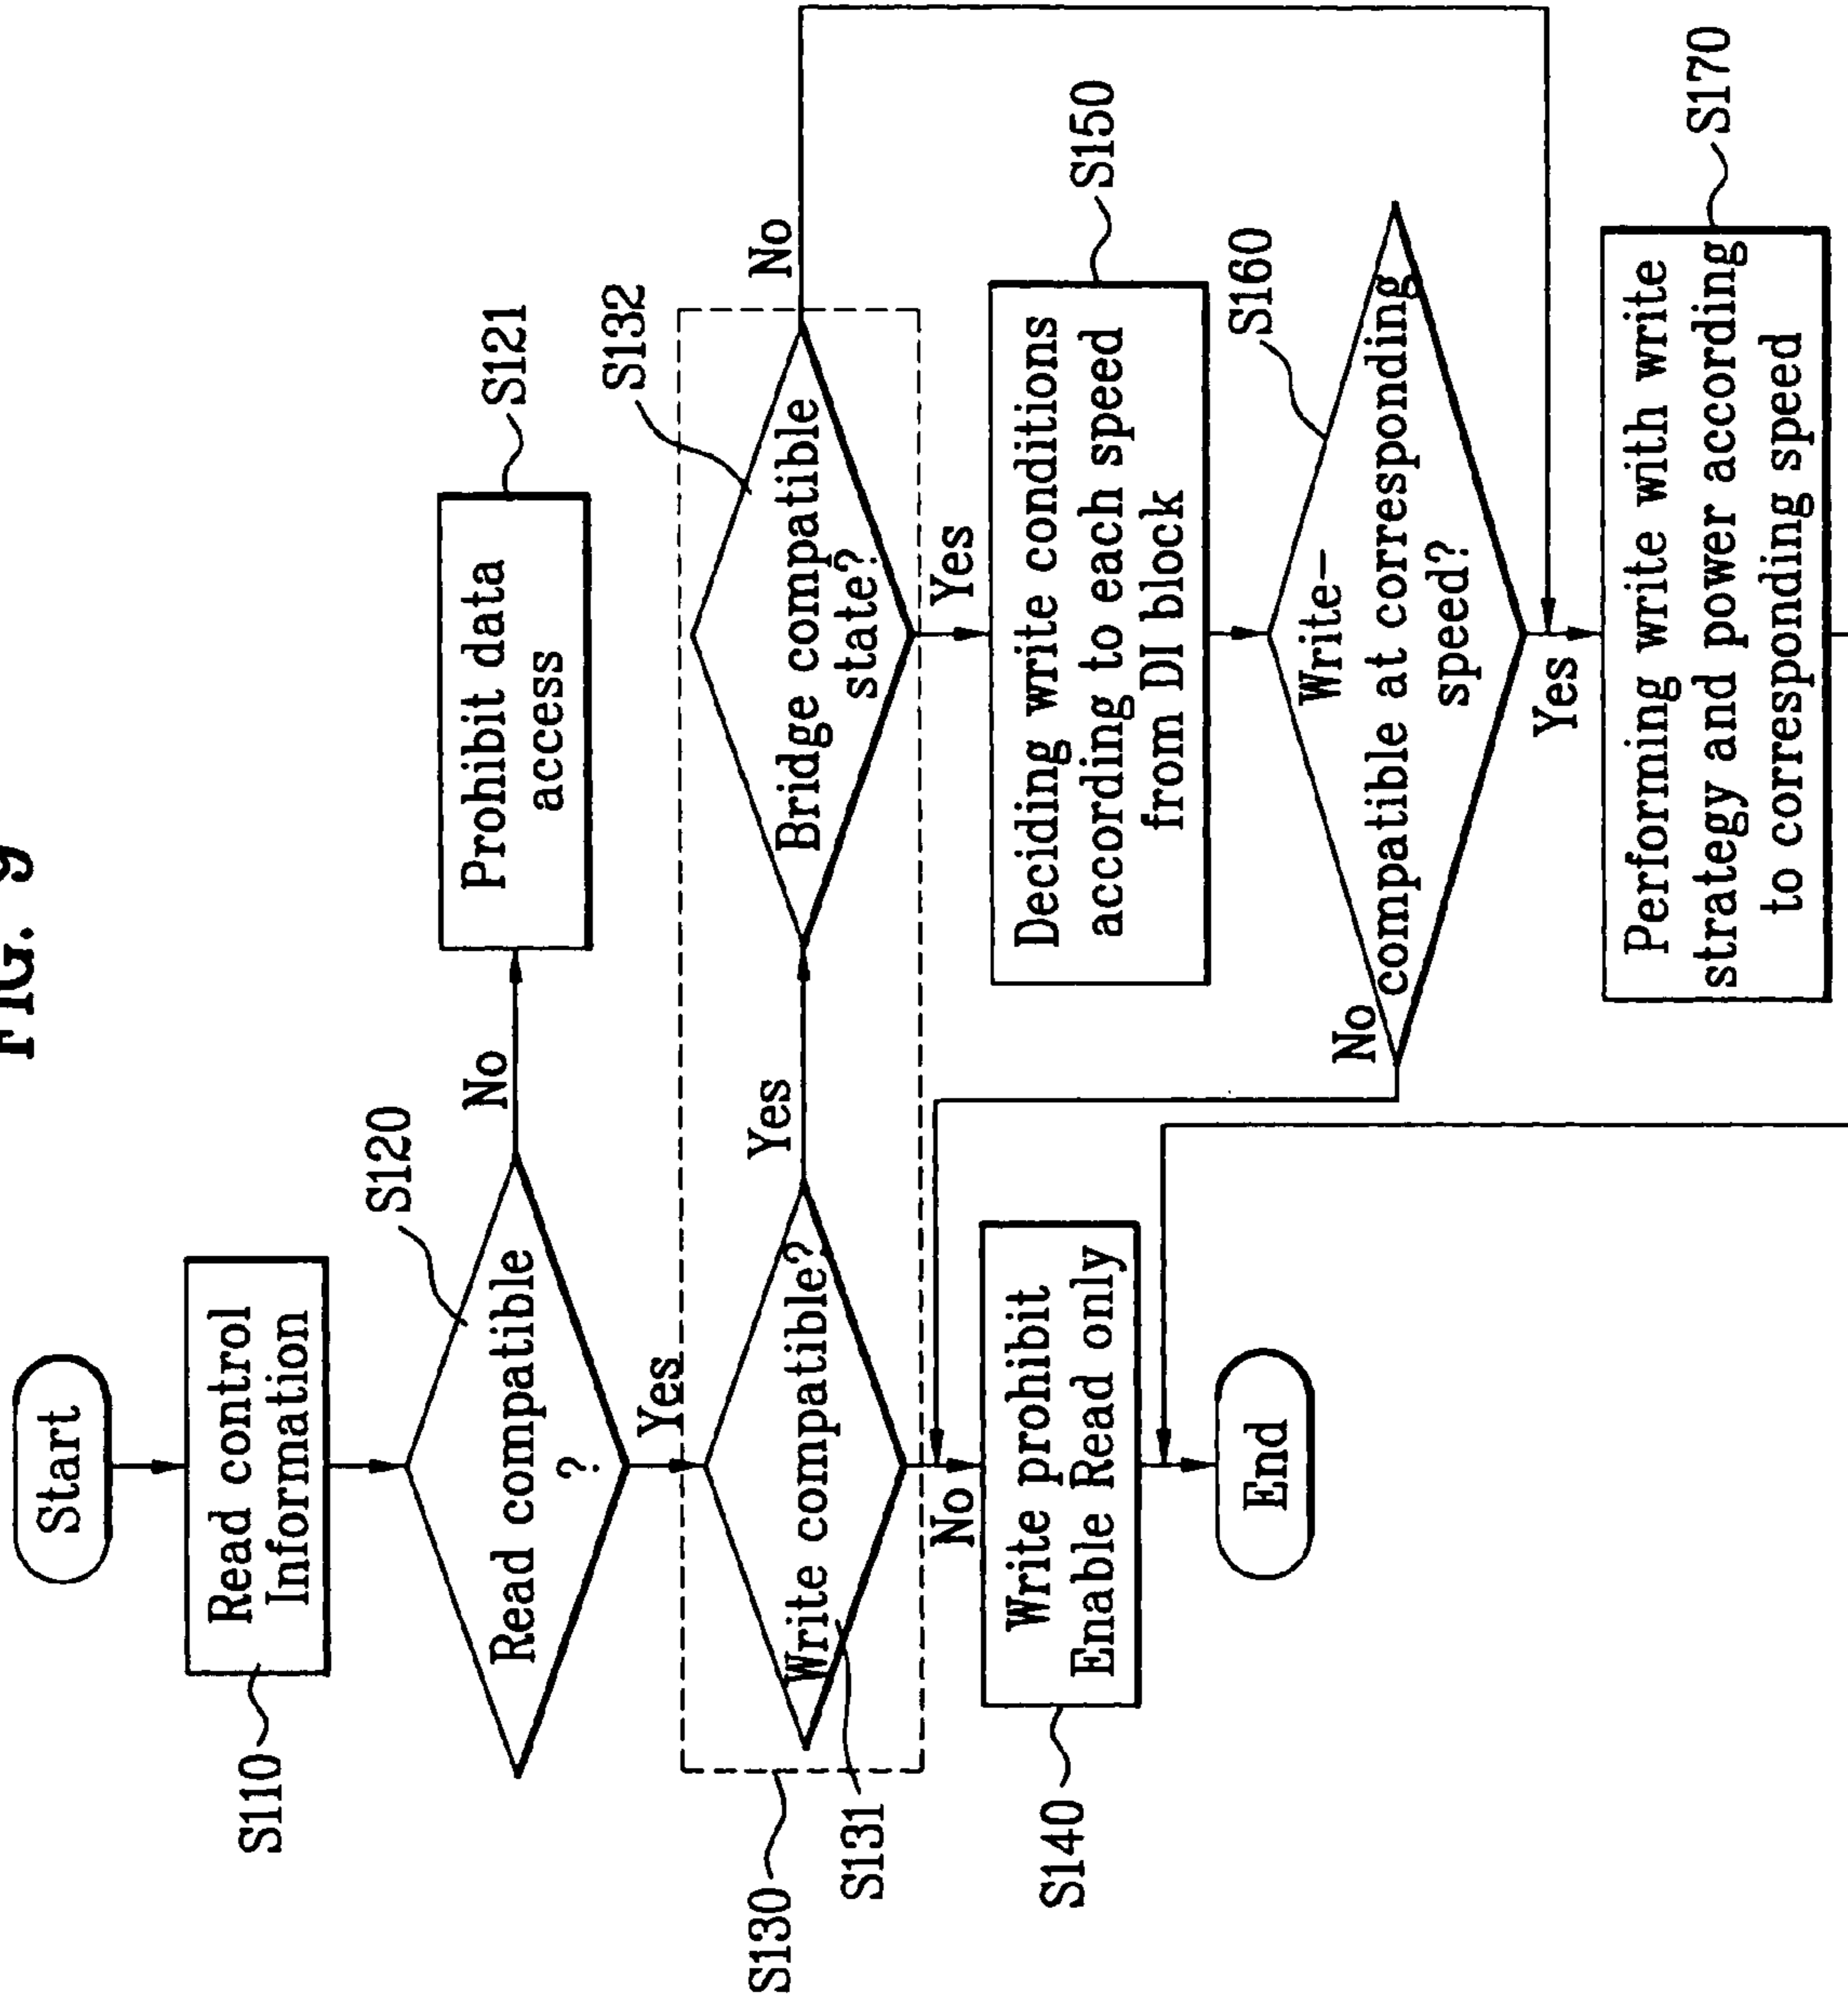 FIG. 9
Start
S110
Read control
Information
S120
Read compatible
?
No
S121
Prohibit data
access
Yes
S130
S131
Write compatible?
Yes
S132
Bridge compatible
state?
No
No
Yes
S140
Write prohibit
Enable Read only
S150
Deciding write conditions
according to each speed
from DI block
End
S160
Write-
compatible at corresponding
speed?
No
Yes
S170
Performing write with write
strategy and power according
to corresponding speed